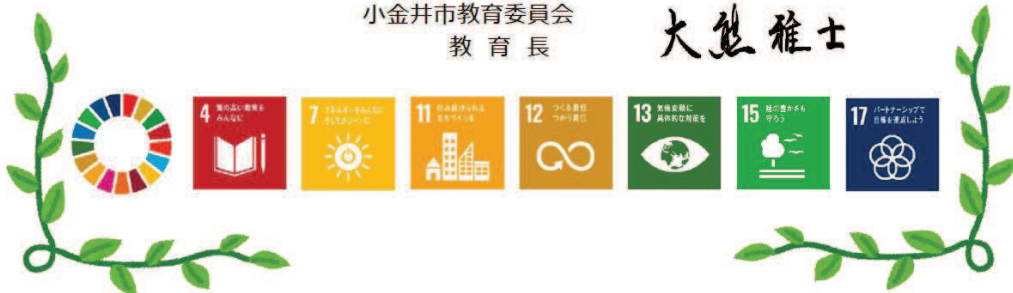 小金井市教育委員会
教育長
大熊雅士
4 質の高い教育を
みんなに
7 エネルギーをみんなに
そしてクリーンに
11 住み続けられる
まちづくりを
12 つくる責任
つかう責任
13 気候変動に
具体的な対策を
15 陸の豊かさも
守ろう
17 パートナーシップで
目標を達成しよう